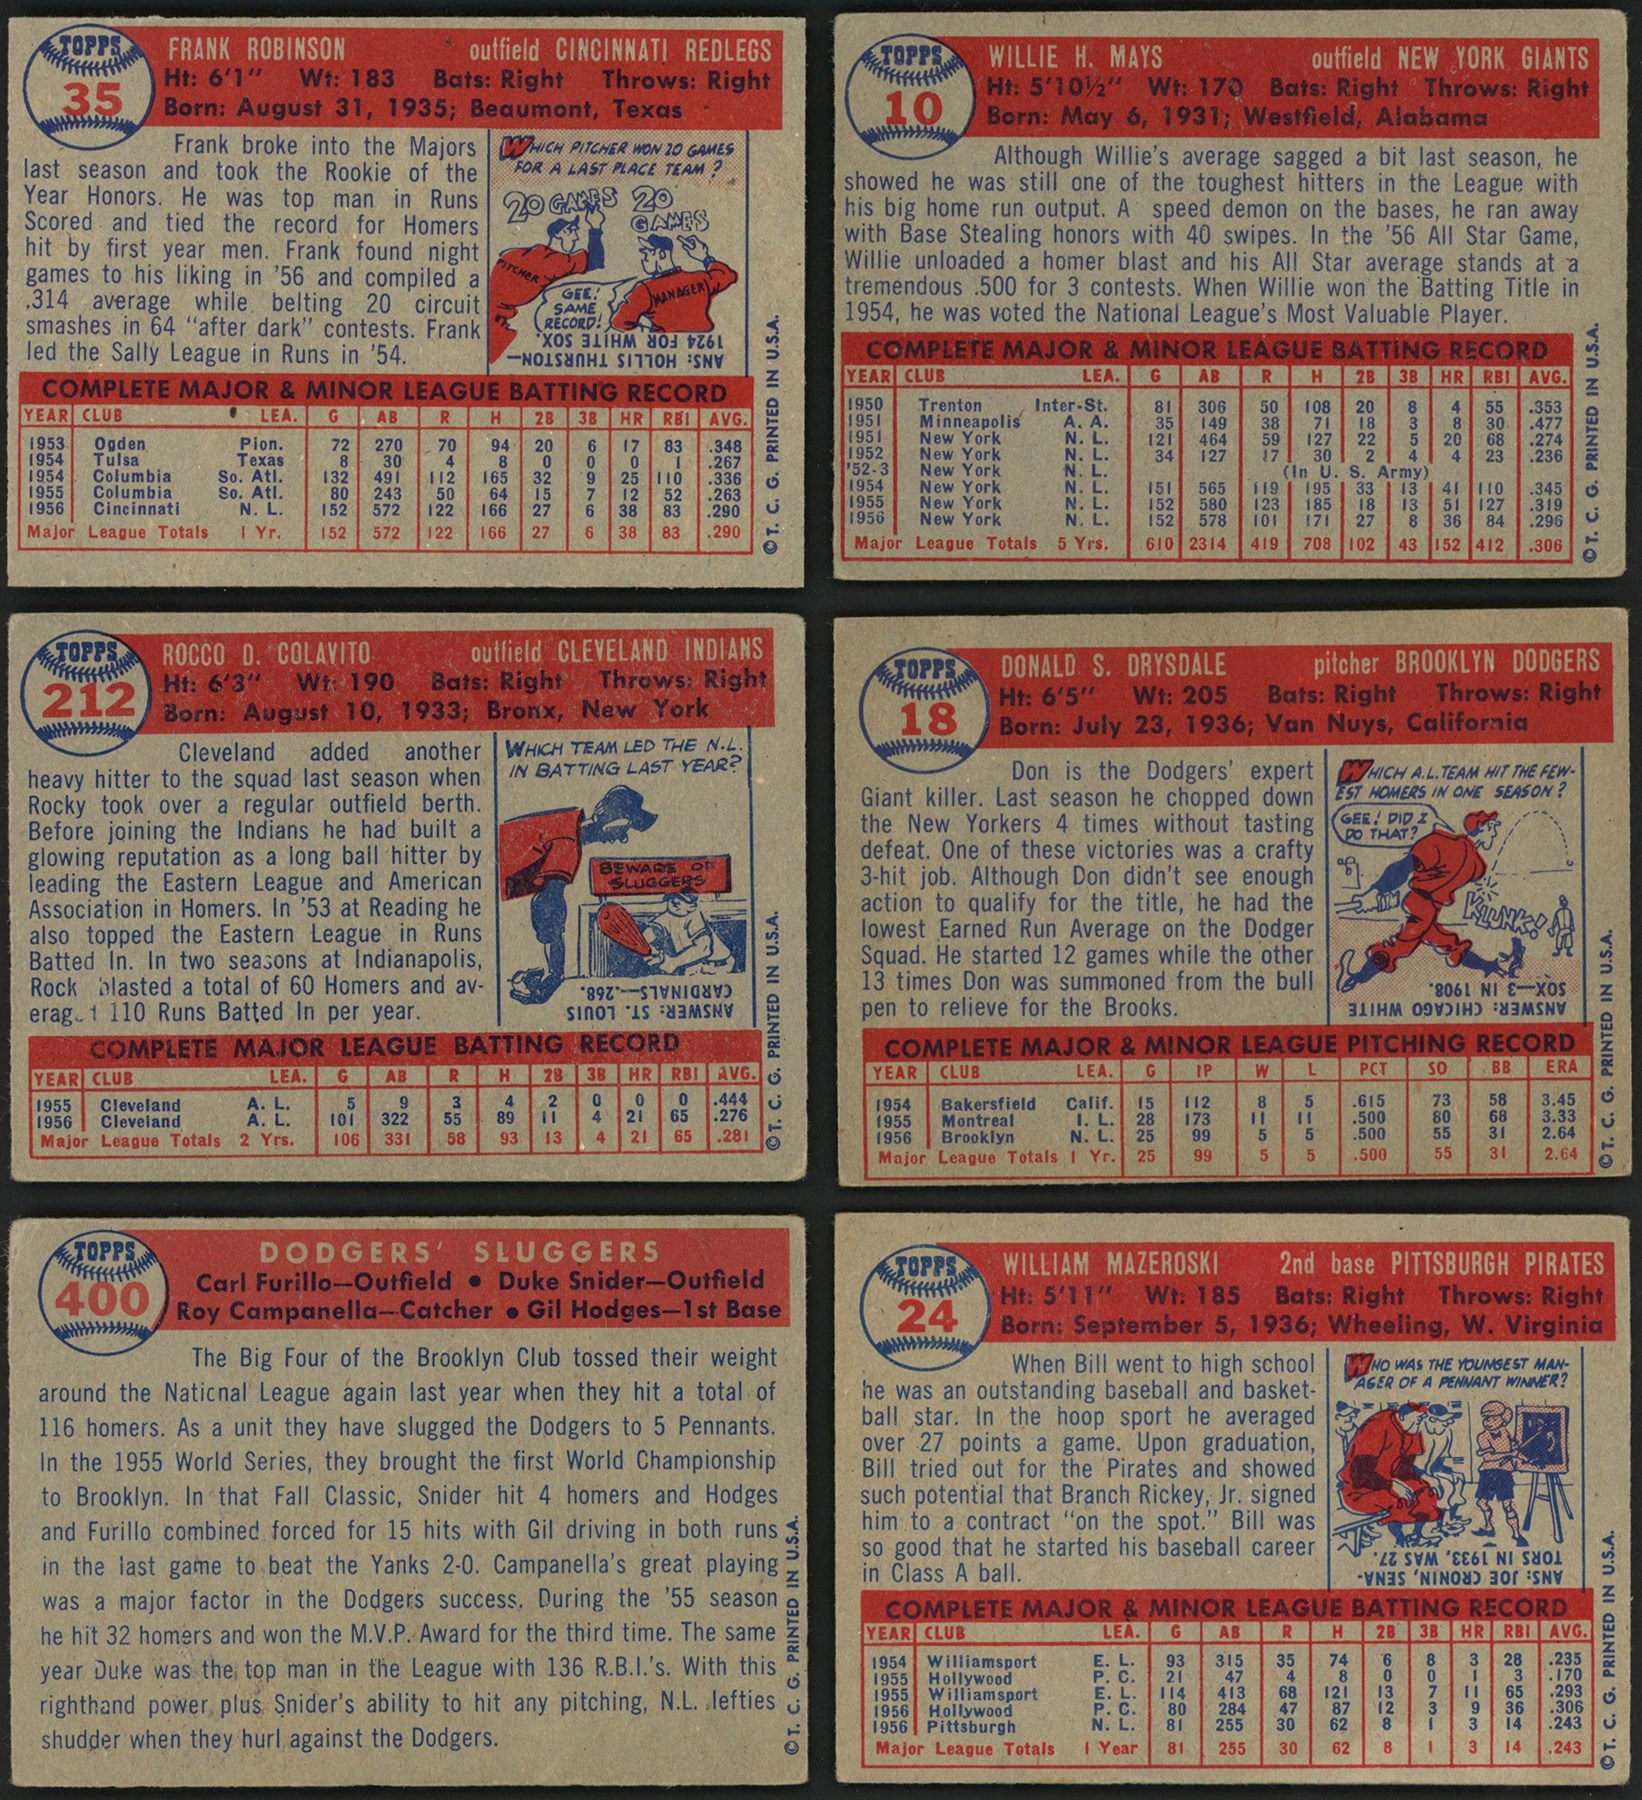 TOPPS
35
FRANK ROBINSON outfield CINCINNATI REDLEGS
Ht: 6'1" Wt: 183 Bats: Right Throws: Right
Born: August 31, 1935; Beaumont, Texas
Frank broke into the Majors
last season and took the Rookie of the
Year Honors. He was top man in Runs
Scored and tied the record for Homers
hit by first year men. Frank found night
games to his liking in '56 and compiled a
.314 average while belting 20 circuit
smashes in 64 "after dark" contests. Frank
led the Sally League in Runs in '54.
WHICH PITCHER WON 20 GAMES
FOR A LAST PLACE TEAM?
20 GAMES 20
GAMES
PITCHER
MANAGER
GEE!
SAME
RECORD!
ANS: HOLLIS THURSTON—
1924 FOR WHITE SOX.
COMPLETE MAJOR & MINOR LEAGUE BATTING RECORD
YEAR CLUB LEA. G AB R H 2B 3B HR RBI AVG.
1953 Ogden Pion. 72 270 70 94 20 6 17 83 .348
1954 Tulsa Texas 8 30 4 8 0 0 0 1 .267
1954 Columbia So. Atl. 132 491 112 165 32 9 25 110 .336
1955 Columbia So. Atl. 80 243 50 64 15 7 12 52 .263
1956 Cincinnati N. L. 152 572 122 166 27 6 38 83 .290
Major League Totals 1 Yr. 152 572 122 166 27 6 38 83 .290
© T. C. G. PRINTED IN U.S.A.
TOPPS
10
WILLIE H. MAYS outfield NEW YORK GIANTS
Ht: 5'10½" Wt: 170 Bats: Right Throws: Right
Born: May 6, 1931; Westfield, Alabama
Although Willie's average sagged a bit last season, he
showed he was still one of the toughest hitters in the League with
his big home run output. A speed demon on the bases, he ran away
with Base Stealing honors with 40 swipes. In the '56 All Star Game,
Willie unloaded a homer blast and his All Star average stands at a
tremendous .500 for 3 contests. When Willie won the Batting Title in
1954, he was voted the National League's Most Valuable Player.
COMPLETE MAJOR & MINOR LEAGUE BATTING RECORD
YEAR CLUB LEA. G AB R H 2B 3B HR RBI AVG.
1950 Trenton Inter-St. 81 306 50 108 20 8 4 55 .353
1951 Minneapolis A. A. 35 149 38 71 18 3 8 30 .477
1951 New York N. L. 121 464 59 127 22 5 20 68 .274
1952 New York N. L. 34 127 17 30 2 4 4 23 .236
'52-3 New York N. L. (In U. S. Army)
1954 New York N. L. 151 565 119 195 33 13 41 110 .345
1955 New York N. L. 152 580 123 185 18 13 51 127 .319
1956 New York N. L. 152 578 101 171 27 8 36 84 .296
Major League Totals 5 Yrs. 610 2314 419 708 102 43 152 412 .306
© T. C. G. PRINTED IN U.S.A.
TOPPS
212
ROCCO D. COLAVITO outfield CLEVELAND INDIANS
Ht: 6'3" Wt: 190 Bats: Right Throws: Right
Born: August 10, 1933; Bronx, New York
Cleveland added another
heavy hitter to the squad last season when
Rocky took over a regular outfield berth.
Before joining the Indians he had built a
glowing reputation as a long ball hitter by
leading the Eastern League and American
Association in Homers. In '53 at Reading he
also topped the Eastern League in Runs
Batted In. In two seasons at Indianapolis,
Rock blasted a total of 60 Homers and av-
erag 110 Runs Batted In per year.
WHICH TEAM LED THE N.L.
IN BATTING LAST YEAR?
BEWARE OF
SLUGGERS
ANSWER: ST. LOUIS
CARDINALS—.268.
COMPLETE MAJOR LEAGUE BATTING RECORD
YEAR CLUB LEA. G AB R H 2B 3B HR RBI AVG.
1955 Cleveland A. L. 5 9 3 4 2 0 0 0 .444
1956 Cleveland A. L. 101 322 55 89 11 4 21 65 .276
Major League Totals 2 Yrs. 106 331 58 93 13 4 21 65 .281
© T. C. G. PRINTED IN U.S.A.
TOPPS
18
DONALD S. DRYSDALE pitcher BROOKLYN DODGERS
Ht: 6'5" Wt: 205 Bats: Right Throws: Right
Born: July 23, 1936; Van Nuys, California
Don is the Dodgers' expert
Giant killer. Last season he chopped down
the New Yorkers 4 times without tasting
defeat. One of these victories was a crafty
3-hit job. Although Don didn't see enough
action to qualify for the title, he had the
lowest Earned Run Average on the Dodger
Squad. He started 12 games while the other
13 times Don was summoned from the bull
pen to relieve for the Brooks.
WHICH A.L. TEAM HIT THE FEW-
EST HOMERS IN ONE SEASON?
GEE! DID I
DO THAT?
KLUNK!
ANSWER: CHICAGO WHITE
SOX—3 IN 1908.
COMPLETE MAJOR & MINOR LEAGUE PITCHING RECORD
YEAR CLUB LEA. G IP W L PCT SO BB ERA
1954 Bakersfield Calif. 15 112 8 5 .615 73 58 3.45
1955 Montreal I. L. 28 173 11 11 .500 80 68 3.33
1956 Brooklyn N. L. 25 99 5 5 .500 55 31 2.64
Major League Totals 1 Yr. 25 99 5 5 .500 55 31 2.64
© T. C. G. PRINTED IN U.S.A.
TOPPS
400
DODGERS' SLUGGERS
Carl Furillo—Outfield • Duke Snider—Outfield
Roy Campanella—Catcher • Gil Hodges—1st Base
The Big Four of the Brooklyn Club tossed their weight
around the National League again last year when they hit a total of
116 homers. As a unit they have slugged the Dodgers to 5 Pennants.
In the 1955 World Series, they brought the first World Championship
to Brooklyn. In that Fall Classic, Snider hit 4 homers and Hodges
and Furillo combined forced for 15 hits with Gil driving in both runs
in the last game to beat the Yanks 2-0. Campanella's great playing
was a major factor in the Dodgers success. During the '55 season
he hit 32 homers and won the M.V.P. Award for the third time. The same
year Duke was the top man in the League with 136 R.B.I.'s. With this
righthand power plus Snider's ability to hit any pitching, N.L. lefties
shudder when they hurl against the Dodgers.
© T. C. G. PRINTED IN U.S.A.
TOPPS
24
WILLIAM MAZEROSKI 2nd base PITTSBURGH PIRATES
Ht: 5'11" Wt: 185 Bats: Right Throws: Right
Born: September 5, 1936; Wheeling, W. Virginia
When Bill went to high school
he was an outstanding baseball and basket-
ball star. In the hoop sport he averaged
over 27 points a game. Upon graduation,
Bill tried out for the Pirates and showed
such potential that Branch Rickey, Jr. signed
him to a contract "on the spot." Bill was
so good that he started his baseball career
in Class A ball.
WHO WAS THE YOUNGEST MAN-
AGER OF A PENNANT WINNER?
ANS: JOE CRONIN, SENA-
TORS IN 1933, WAS 27.
COMPLETE MAJOR & MINOR LEAGUE BATTING RECORD
YEAR CLUB LEA. G AB R H 2B 3B HR RBI AVG.
1954 Williamsport E. L. 93 315 35 74 6 8 3 28 .235
1955 Hollywood P. C. 21 47 4 8 0 0 1 3 .170
1955 Williamsport E. L. 114 413 68 121 13 7 11 65 .293
1956 Hollywood P. C. 80 284 47 87 12 3 9 36 .306
1956 Pittsburgh N. L. 81 255 30 62 8 1 3 14 .243
Major League Totals 1 Year 81 255 30 62 8 1 3 14 .243
© T. C. G. PRINTED IN U.S.A.